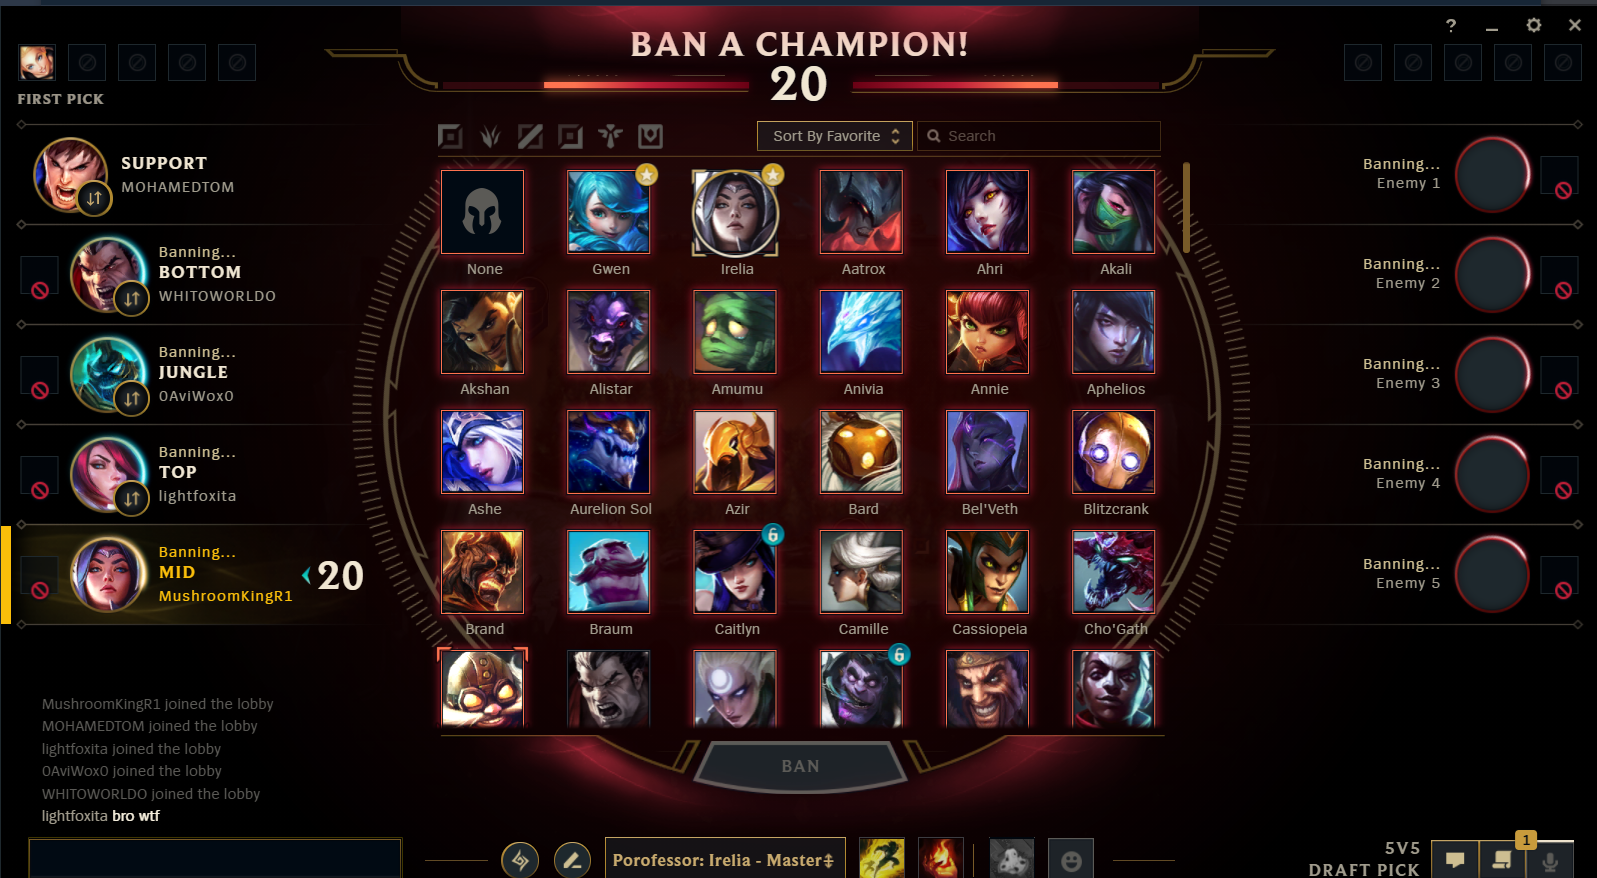 ?
BAN A CHAMPION!
20
FIRST PICK
Sort By Favorite
Search
SUPPORT
MOHAMEDTOM
Banning...
BOTTOM
WHITOWORLDO
Banning...
JUNGLE
0AviWox0
Banning...
TOP
lightfoxita
Banning...
MID
MushroomKingR1
20
None
Gwen
Irelia
Aatrox
Ahri
Akali
Akshan
Alistar
Amumu
Anivia
Annie
Aphelios
Ashe
Aurelion Sol
Azir
Bard
Bel'Veth
Blitzcrank
Brand
Braum
Caitlyn
Camille
Cassiopeia
Cho'Gath
Banning...
Enemy 1
Banning...
Enemy 2
Banning...
Enemy 3
Banning...
Enemy 4
Banning...
Enemy 5
MushroomKingR1 joined the lobby
MOHAMEDTOM joined the lobby
lightfoxita joined the lobby
0AviWox0 joined the lobby
WHITOWORLDO joined the lobby
lightfoxita bro wtf
BAN
Porofessor: Irelia - Master
5V5
DRAFT PICK
1